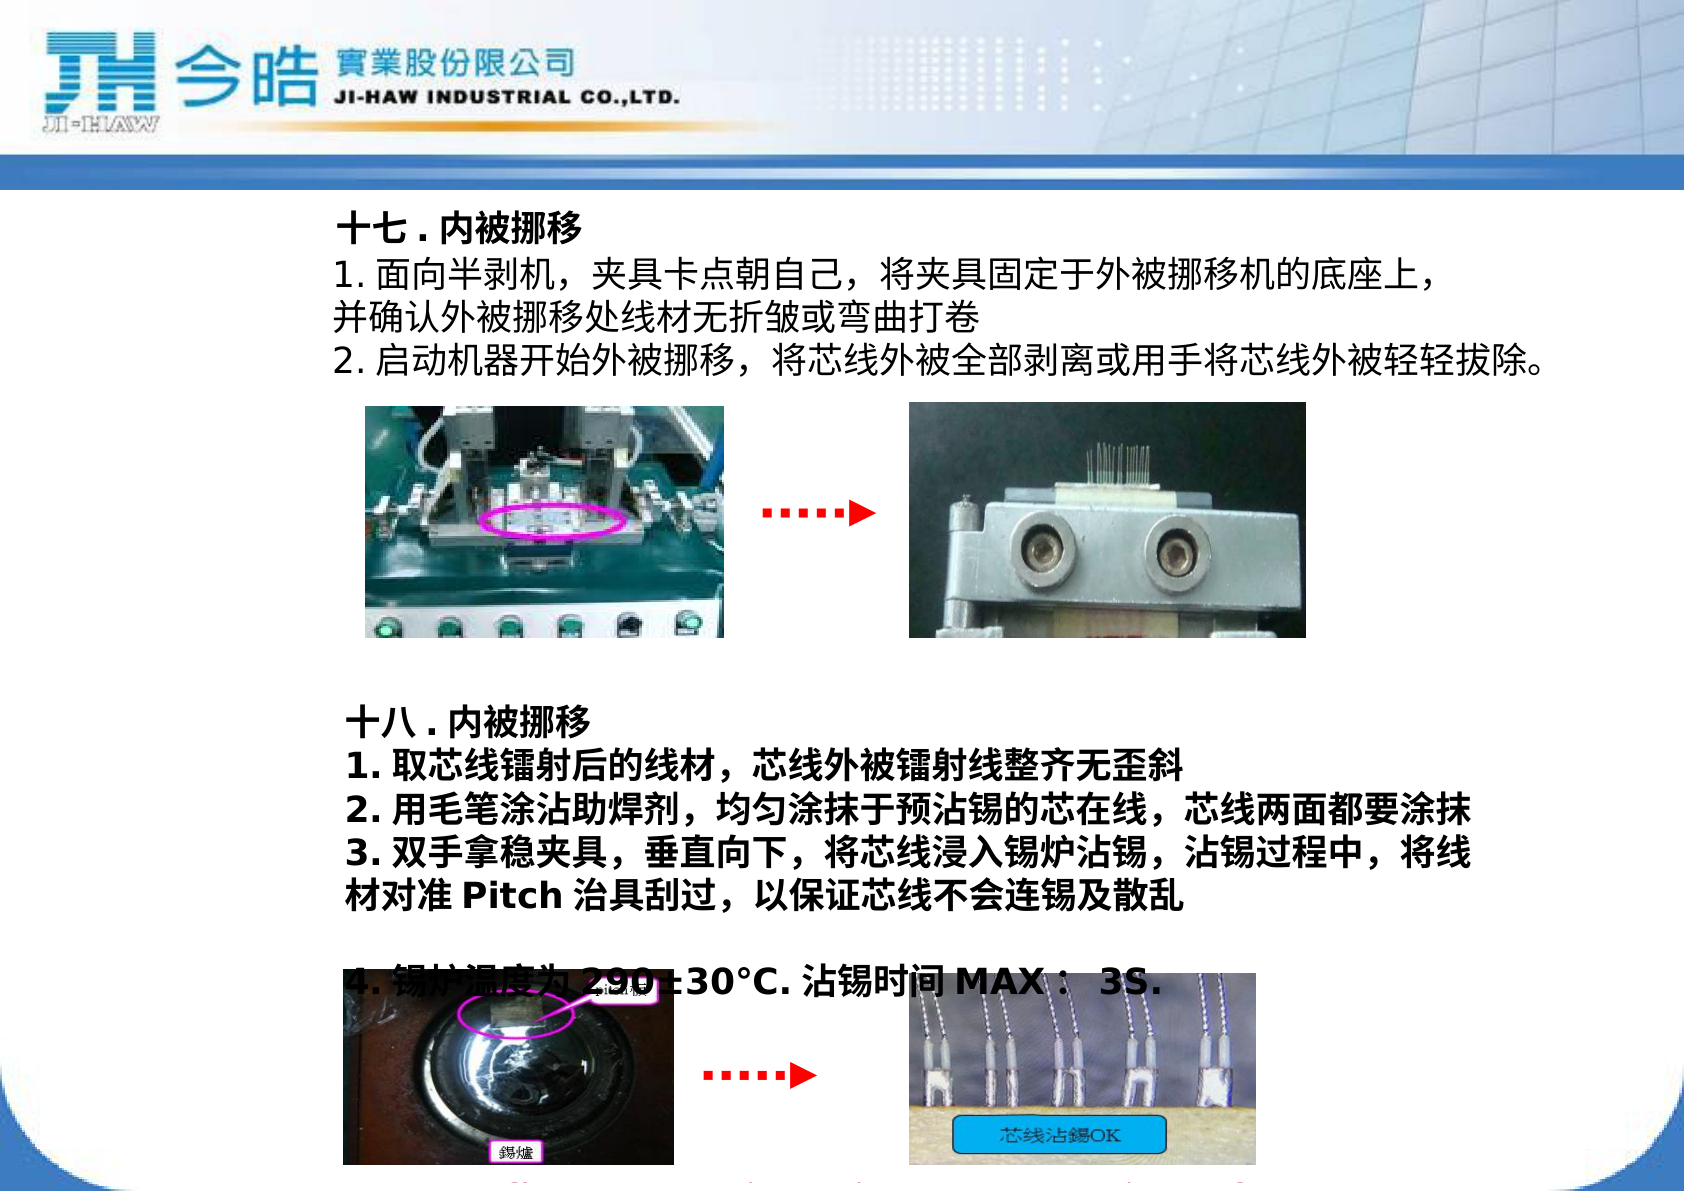 JH 今皓 實業股份限公司
JI-HAW JI-HAW INDUSTRIAL CO.,LTD.
十七 . 内被挪移
1. 面向半剥机，夹具卡点朝自己，将夹具固定于外被挪移机的底座上，
并确认外被挪移处线材无折皱或弯曲打卷
2. 启动机器开始外被挪移，将芯线外被全部剥离或用手将芯线外被轻轻拔除。
十八 . 内被挪移
1. 取芯线镭射后的线材，芯线外被镭射线整齐无歪斜
2. 用毛笔涂沾助焊剂，均匀涂抹于预沾锡的芯在线，芯线两面都要涂抹
3. 双手拿稳夹具，垂直向下，将芯线浸入锡炉沾锡，沾锡过程中，将线
材对准 Pitch 治具刮过，以保证芯线不会连锡及散乱
4. 锡炉温度为 290±30°C. 沾锡时间 MAX： 3S.
錫爐
芯线沾錫OK